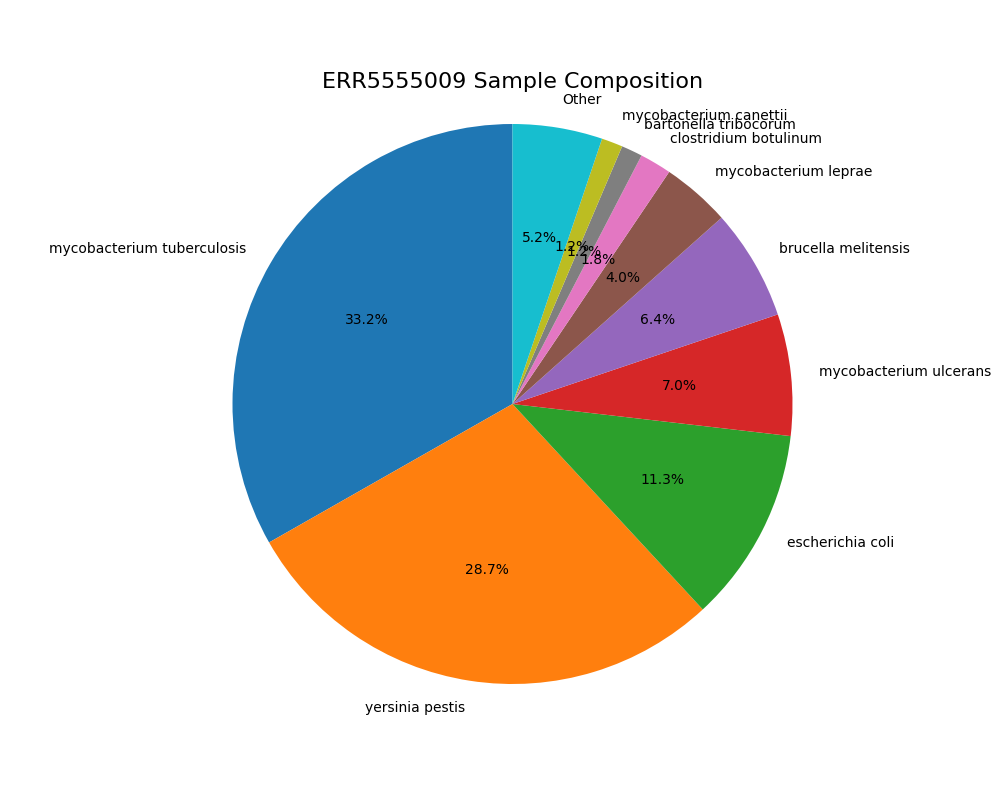 ERR5555009 Sample Composition
Other
mycobacterium canettii
bartonella tribocorum
clostridium botulinum
mycobacterium leprae
brucella melitensis
mycobacterium ulcerans
escherichia coli
yersinia pestis
mycobacterium tuberculosis
5.2%
1.2%
1.2%
1.8%
4.0%
6.4%
7.0%
11.3%
28.7%
33.2%